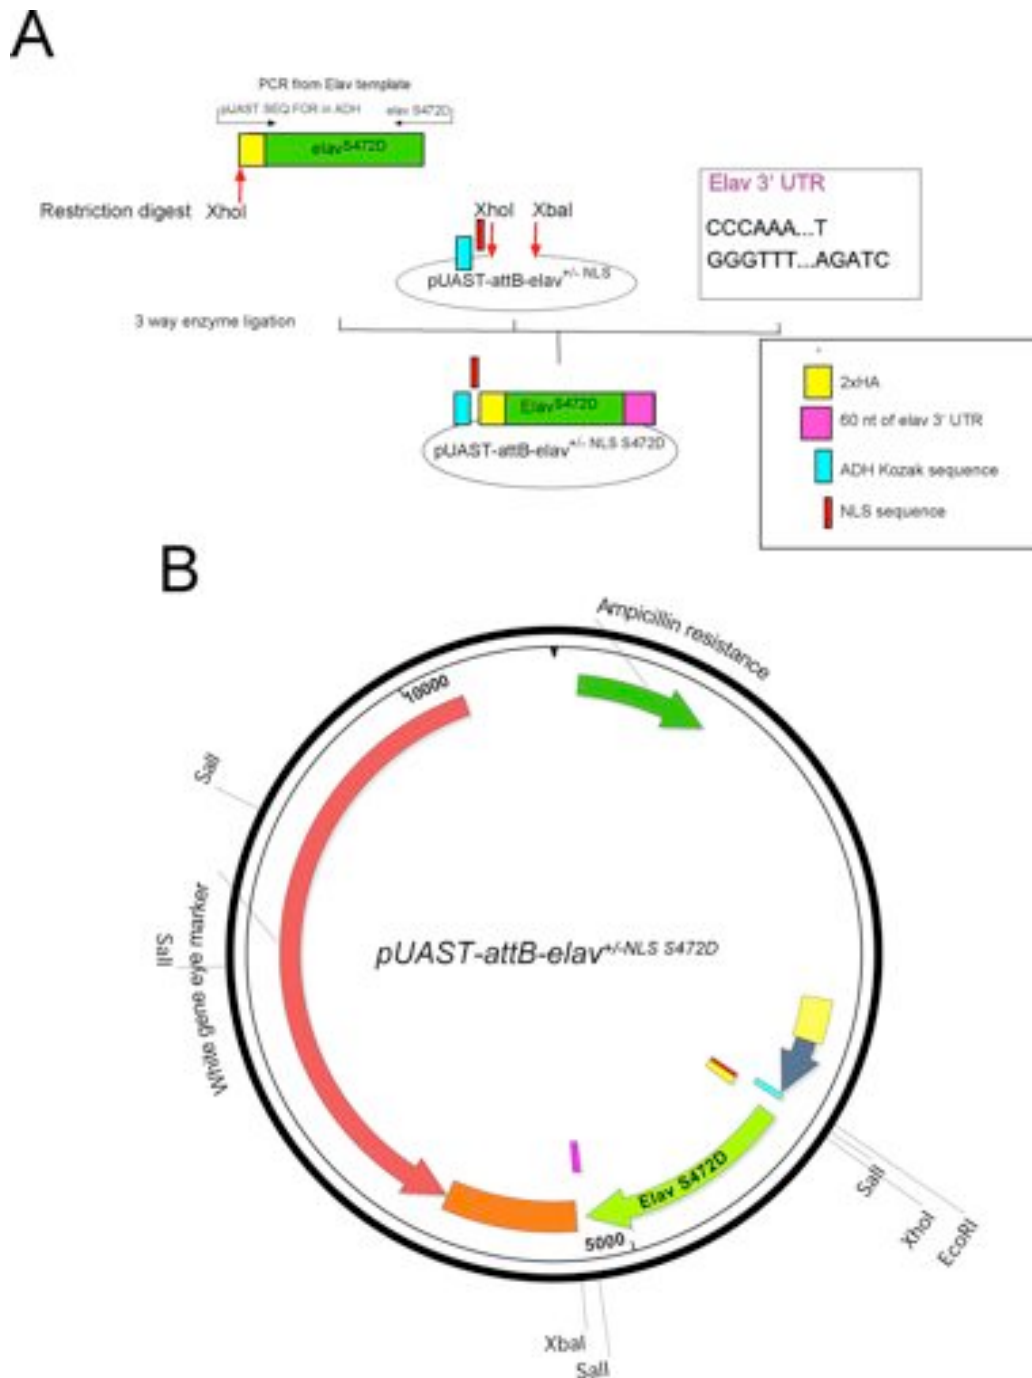 A
PCR from Elav template
pUAST SEQ FOR in ADH elav S472D
elavS472D
Restriction digest XhoI
XhoI XbaI
pUAST-attB-elav+/- NLS
Elav 3' UTR
CCCAAA...T
GGGTTT...AGATC
3 way enzyme ligation
ElavS472D
pUAST-attB-elav+/- NLS S472D
2xHA
60 nt of elav 3' UTR
ADH Kozak sequence
NLS sequence
B
Ampicillin resistance
10000
SalI
White gene eye marker
SalI
pUAST-attB-elav+/-NLS S472D
Elav S472D
SalI
XhoI
EcoRI
5000
XbaI
SalI